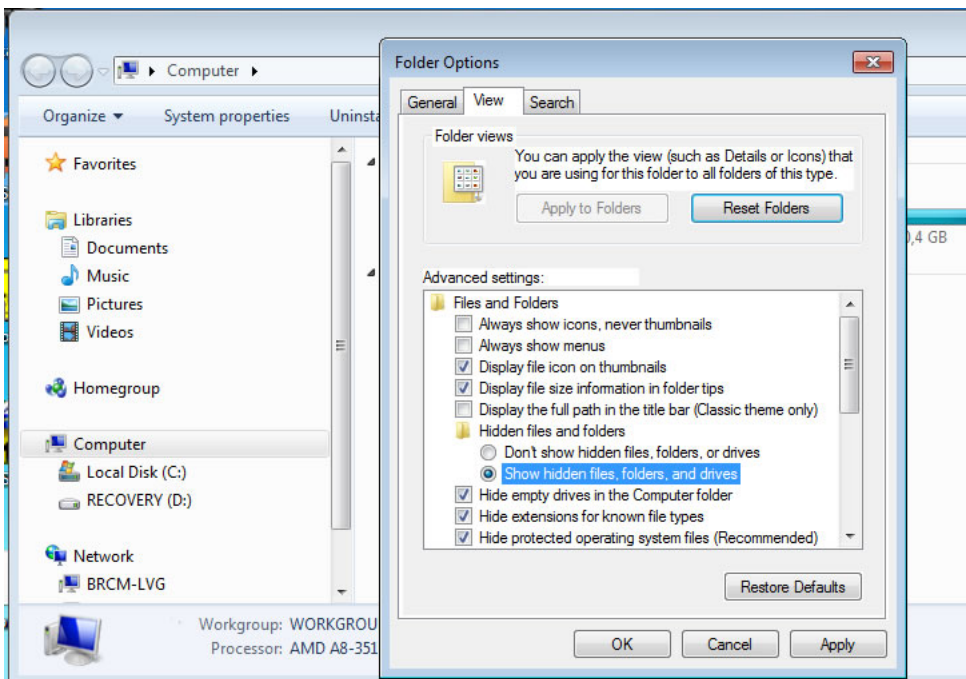 Computer
Organize
System properties
Favorites
Libraries
Documents
Music
Pictures
Videos
Homegroup
Computer
Local Disk (C:)
RECOVERY (D:)
Network
BRCM-LVG
Workgroup:
Processor: AMD
Folder Options
General
View
Search
Folder views
You can apply the view (such as Details or Icons) that
you are using for this folder to all folders of this type.
Apply to Folders
Reset Folders
Advanced settings:
Files and Folders
Always show icons, never thumbnails
Always show menus
Display file icon on thumbnails
Display file size information in folder tips
Display the full path in the title bar (Classic theme only)
Hidden files and folders
Don't show hidden files, folders, or drives
Show hidden files, folders, and drives
Hide empty drives in the Computer folder
Hide extensions for known file types
Hide protected operating system files (Recommended)
Restore Defaults
OK
Cancel
Apply
GB